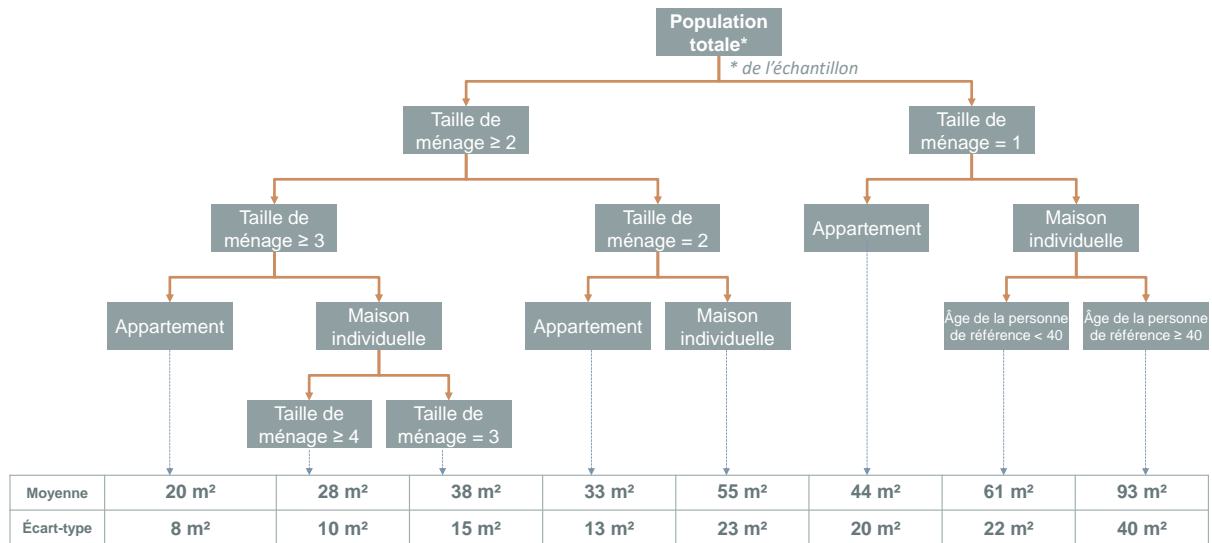 Population
totale*
* de l'échantillon
Taille de
ménage ≥ 2
Taille de
ménage = 1
Taille de
ménage ≥ 3
Taille de
ménage = 2
Appartement
Maison
individuelle
Appartement
Maison
individuelle
Appartement
Maison
individuelle
Âge de la personne
de référence < 40
Âge de la personne
de référence ≥ 40
Taille de
ménage ≥ 4
Taille de
ménage = 3
Moyenne 20 m² 28 m² 38 m² 33 m² 55 m² 44 m² 61 m² 93 m²
Écart-type 8 m² 10 m² 15 m² 13 m² 23 m² 20 m² 22 m² 40 m²